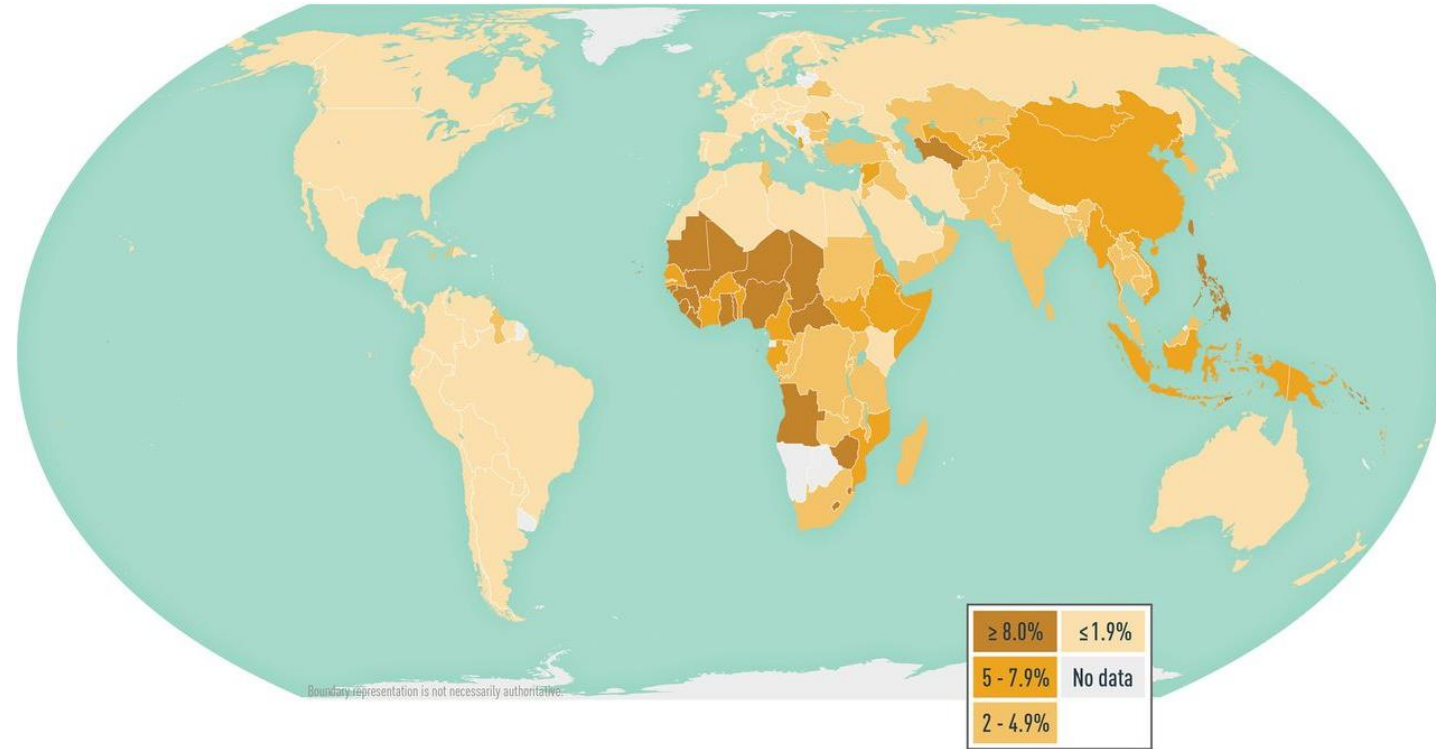 ≥ 8.0% ≤1.9%
5 - 7.9% No data
2 - 4.9%
Boundary representation is not necessarily authoritative.